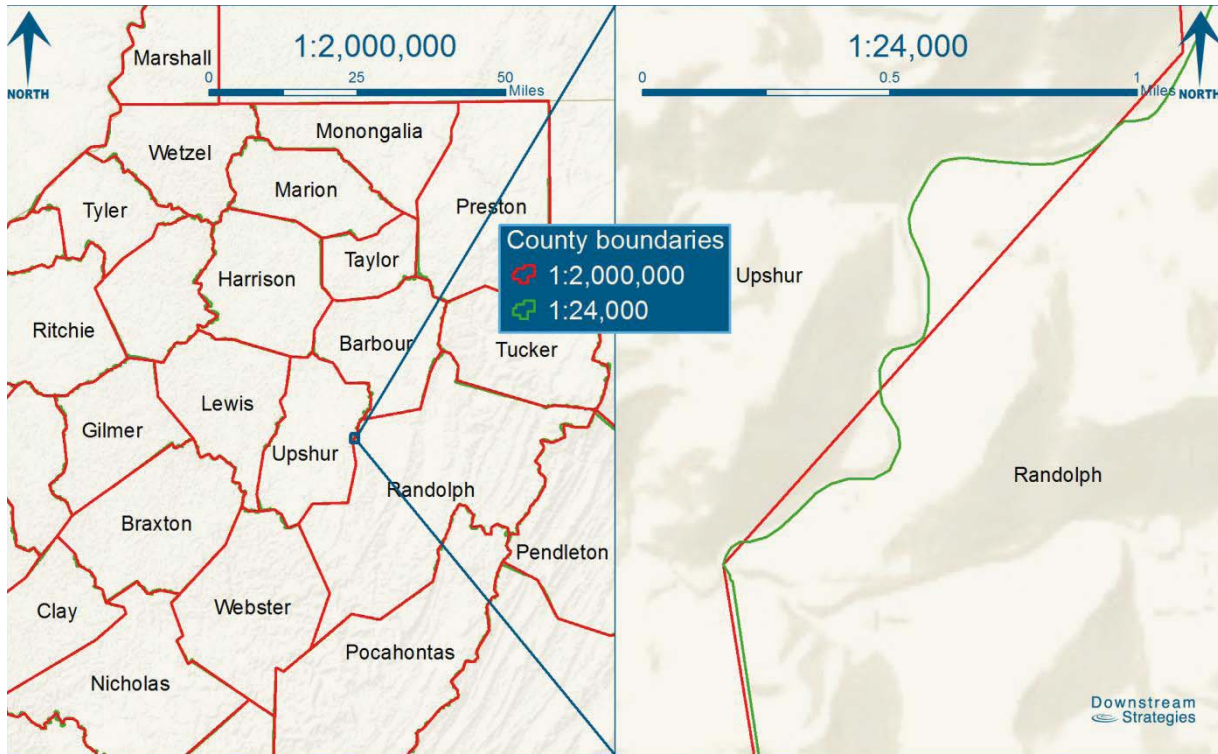 1:2,000,000
0 25 50
Miles
NORTH
Marshall
Monongalia
Wetzel
Marion
Tyler
Preston
Taylor
Harrison
Ritchie
Barbour
Tucker
Lewis
Gilmer
Upshur
Randolph
Braxton
Pendleton
Webster
Clay
Pocahontas
Nicholas
County boundaries
1:2,000,000
1:24,000
1:24,000
0 0.5 1
Miles
NORTH
Upshur
Randolph
Downstream
Strategies